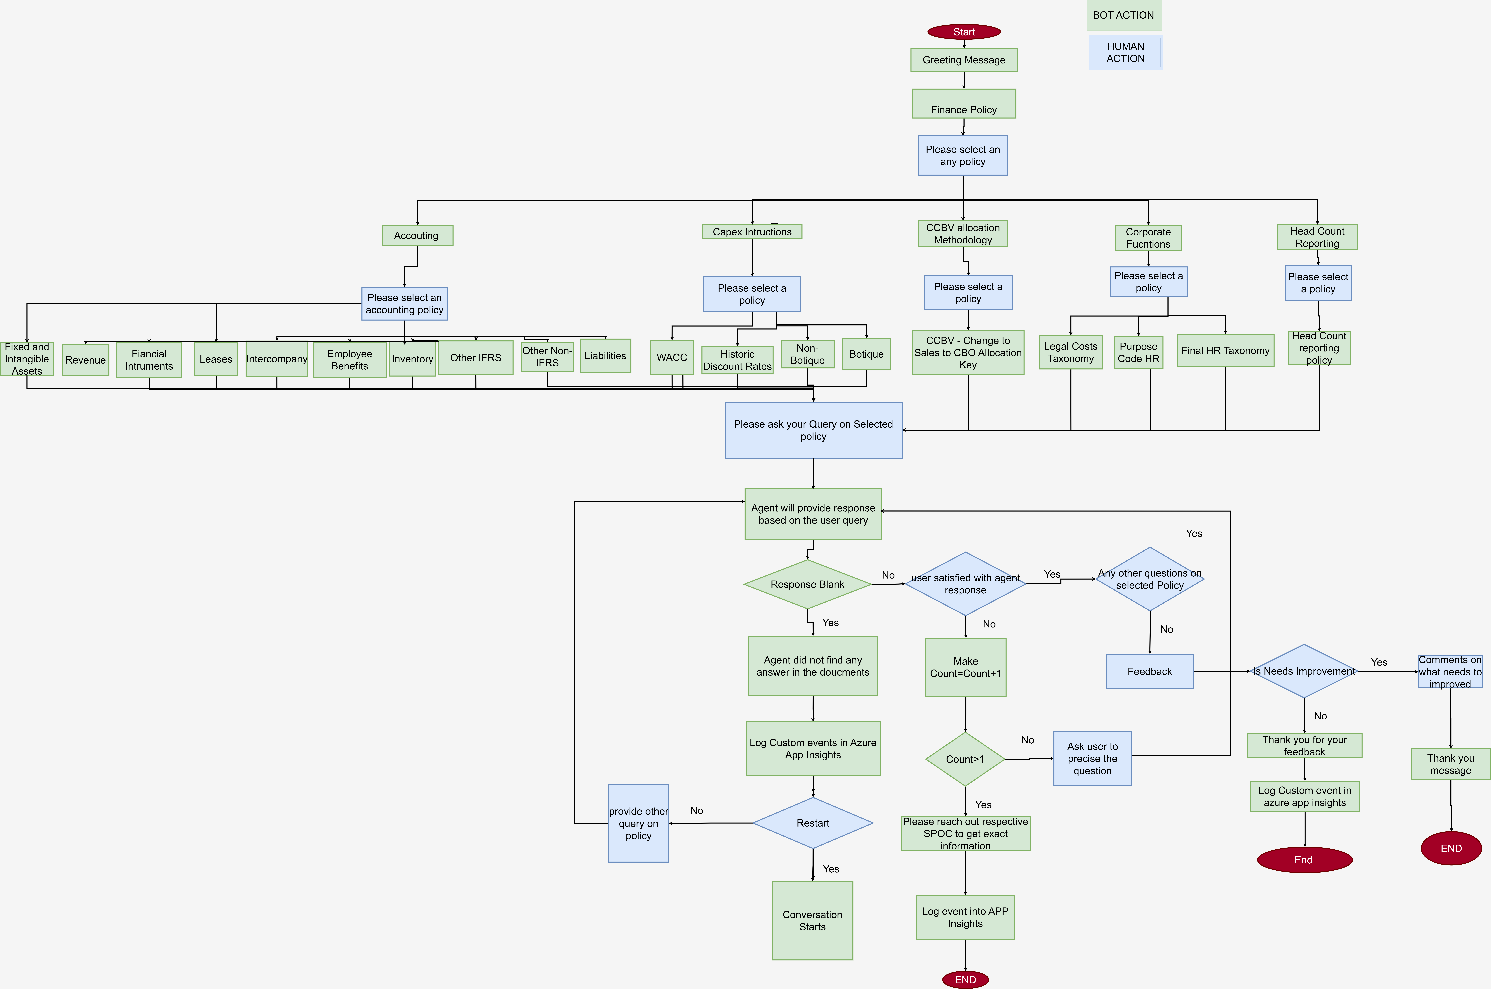 BOT ACTION
HUMAN
ACTION
Start
Greeting Message
Finance Policy
Please select an
any policy
Accouting
Capex Intructions
CCBV allocation
Methodology
Corporate
Fucntions
Head Count
Reporting
Please select an
accounting policy
Please select a
policy
Please select a
policy
Please select a
policy
Please select
a policy
Fixed and
Intangible
Assets
Revenue
Fiancial
Intruments
Leases
Intercompany
Employee
Benefits
Inventory
Other IFRS
Other Non-
IFRS
Liabilities
WACC
Historic
Discount Rates
Non-
Botique
Botique
CCBV - Change to
Sales to CBO Allocation
Key
Legal Costs
Taxonomy
Purpose
Code HR
Final HR Taxonomy
Head Count
reporting
policy
Please ask your Query on Selected
policy
Agent will provide response
based on the user query
Yes
Response Blank
No
user satisfied with agent
response
Yes
Any other questions on
selected Policy
Yes
No
No
Agent did not find any
answer in the doucments
Make
Count=Count+1
Feedback
Is Needs Improvement
Yes
Comments on
what needs to
improved
No
Log Custom events in Azure
App Insights
Count>1
No
Ask user to
precise the
question
Thank you for your
feedback
Thank you
message
Log Custom event in
azure app insights
provide other
query on
policy
No
Restart
Yes
Please reach out respective
SPOC to get exact
information
End
END
Yes
Conversation
Starts
Log event into APP
Insights
END